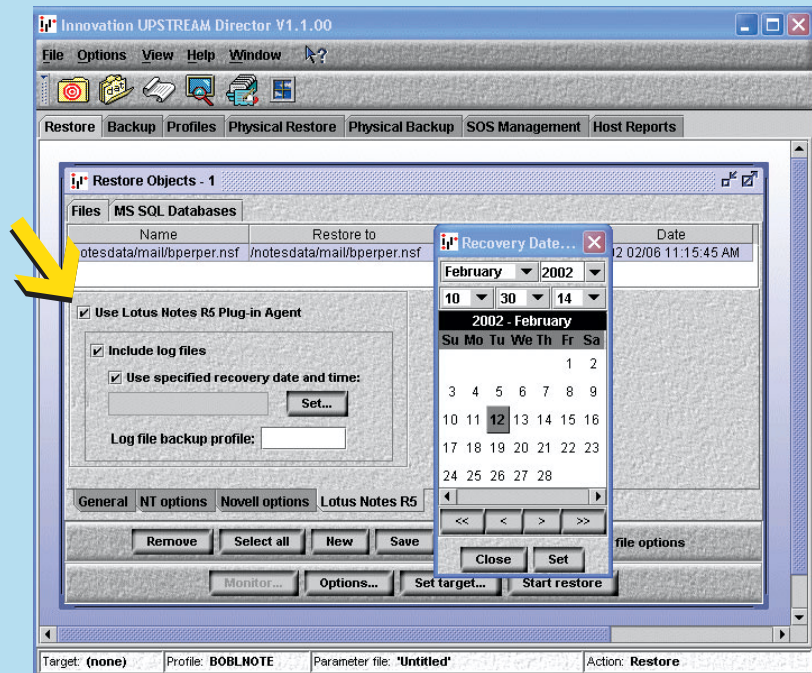 Innovation UPSTREAM Director V1.1.00
File Options View Help Window
Restore Backup Profiles Physical Restore Physical Backup SOS Management Host Reports
Restore Objects - 1
Files MS SQL Databases
Name Restore to Date
otesdata/mail/bperper.nsf /notesdata/mail/bperper.nsf 02/06 11:15:45 AM
Recovery Date...
February 2002
10 30 14
2002 - February
Su Mo Tu We Th Fr Sa
1 2
3 4 5 6 7 8 9
10 11 12 13 14 15 16
17 18 19 20 21 22 23
24 25 26 27 28
<< < > >>
Close Set
Use Lotus Notes R5 Plug-in Agent
Include log files
Use specified recovery date and time:
Set...
Log file backup profile:
General NT options Novell options Lotus Notes R5
Remove Select all New Save file options
Monitor... Options... Set target... Start restore
Target: (none) Profile: BOBLNOTE Parameter file: 'Untitled' Action: Restore